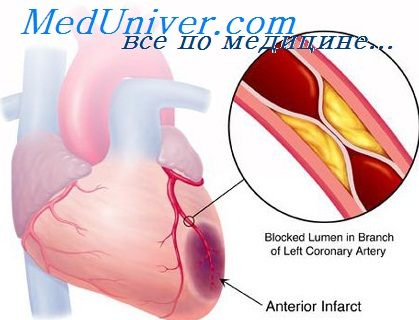 MedUniver.com
все по медицине...
Blocked Lumen in Branch
of Left Coronary Artery
Anterior Infarct